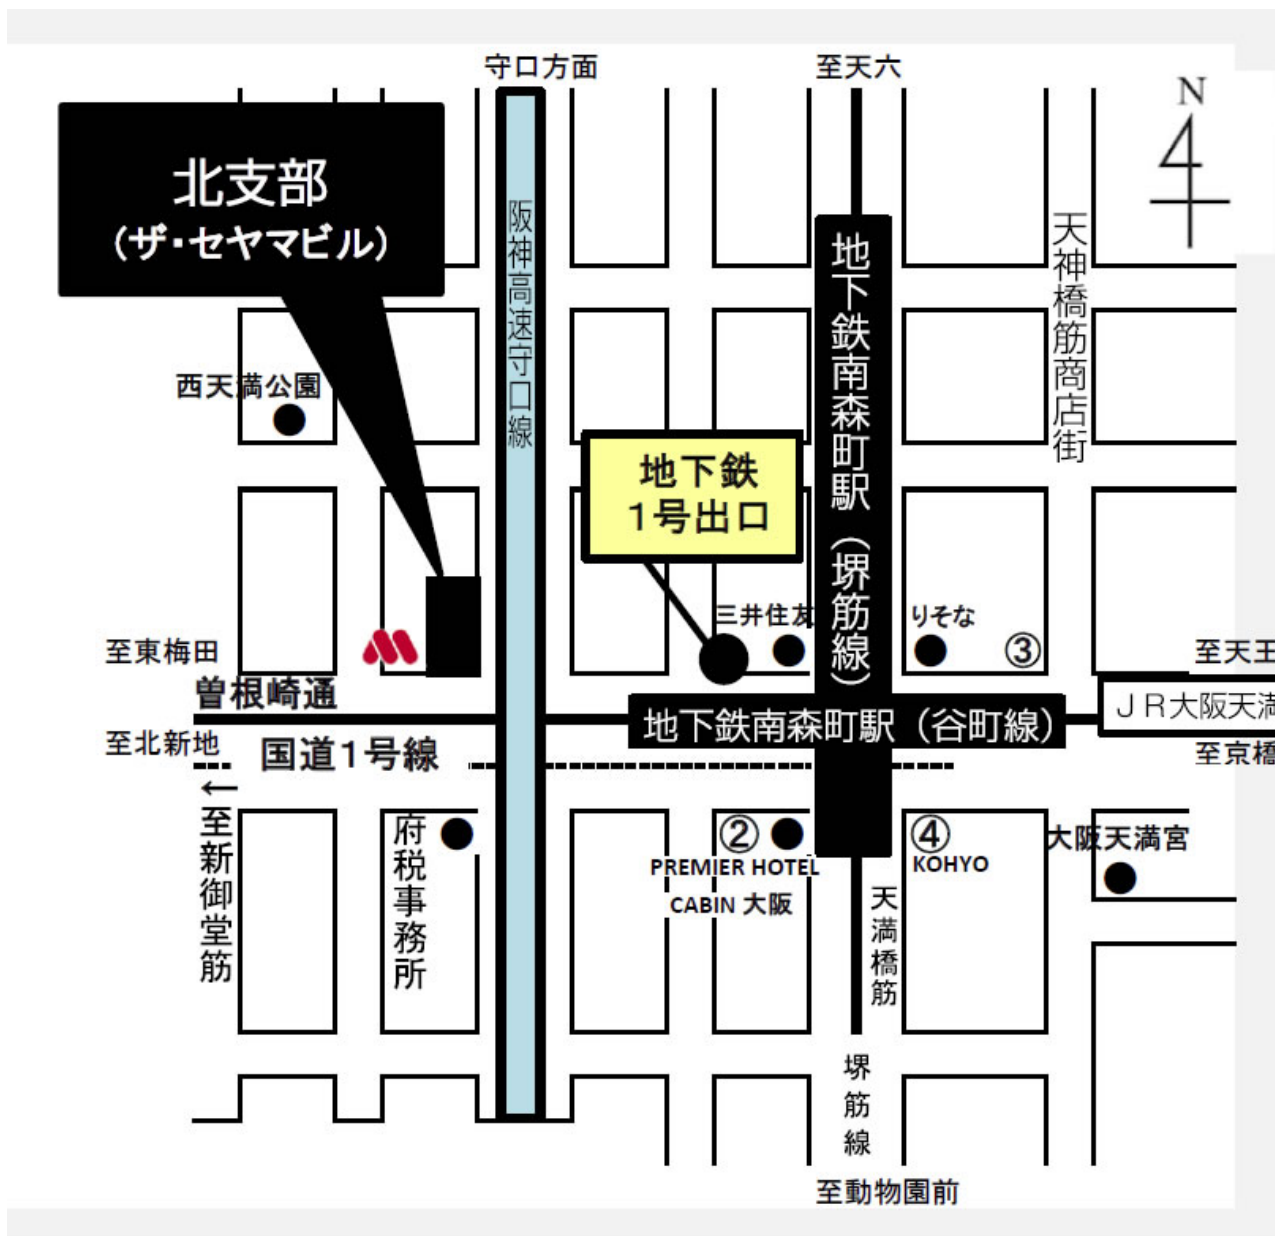 守口方面
至天六
N
北支部
（ザ・セヤマビル）
阪神高速守口線
地下鉄南森町駅（堺筋線）
天神橋筋商店街
西天満公園
地下鉄
1号出口
三井住友
りそな
③
至東梅田
至天王
曽根崎通
地下鉄南森町駅（谷町線）
ＪＲ大阪天満
至北新地
国道1号線
至京橋
←
至新御堂筋
府税事務所
②
④
大阪天満宮
PREMIER HOTEL
CABIN 大阪
KOHYO
天満橋筋
堺筋線
至動物園前